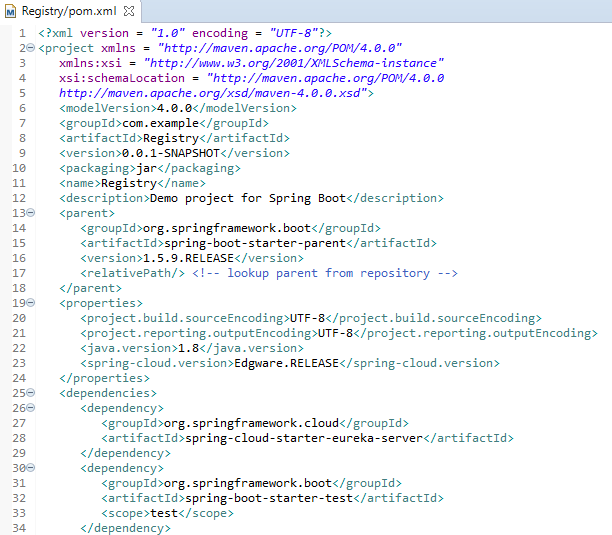 Registry/pom.xml
1 <?xml version = "1.0" encoding = "UTF-8"?>
2 <project xmlns = "http://maven.apache.org/POM/4.0.0"
3 xmlns:xsi = "http://www.w3.org/2001/XMLSchema-instance"
4 xsi:schemaLocation = "http://maven.apache.org/POM/4.0.0
5 http://maven.apache.org/xsd/maven-4.0.0.xsd">
6 <modelVersion>4.0.0</modelVersion>
7 <groupId>com.example</groupId>
8 <artifactId>Registry</artifactId>
9 <version>0.0.1-SNAPSHOT</version>
10 <packaging>jar</packaging>
11 <name>Registry</name>
12 <description>Demo project for Spring Boot</description>
13 <parent>
14 <groupId>org.springframework.boot</groupId>
15 <artifactId>spring-boot-starter-parent</artifactId>
16 <version>1.5.9.RELEASE</version>
17 <relativePath/> <!-- lookup parent from repository -->
18 </parent>
19 <properties>
20 <project.build.sourceEncoding>UTF-8</project.build.sourceEncoding>
21 <project.reporting.outputEncoding>UTF-8</project.reporting.outputEncoding>
22 <java.version>1.8</java.version>
23 <spring-cloud.version>Edgware.RELEASE</spring-cloud.version>
24 </properties>
25 <dependencies>
26 <dependency>
27 <groupId>org.springframework.cloud</groupId>
28 <artifactId>spring-cloud-starter-eureka-server</artifactId>
29 </dependency>
30 <dependency>
31 <groupId>org.springframework.boot</groupId>
32 <artifactId>spring-boot-starter-test</artifactId>
33 <scope>test</scope>
34 </dependency>